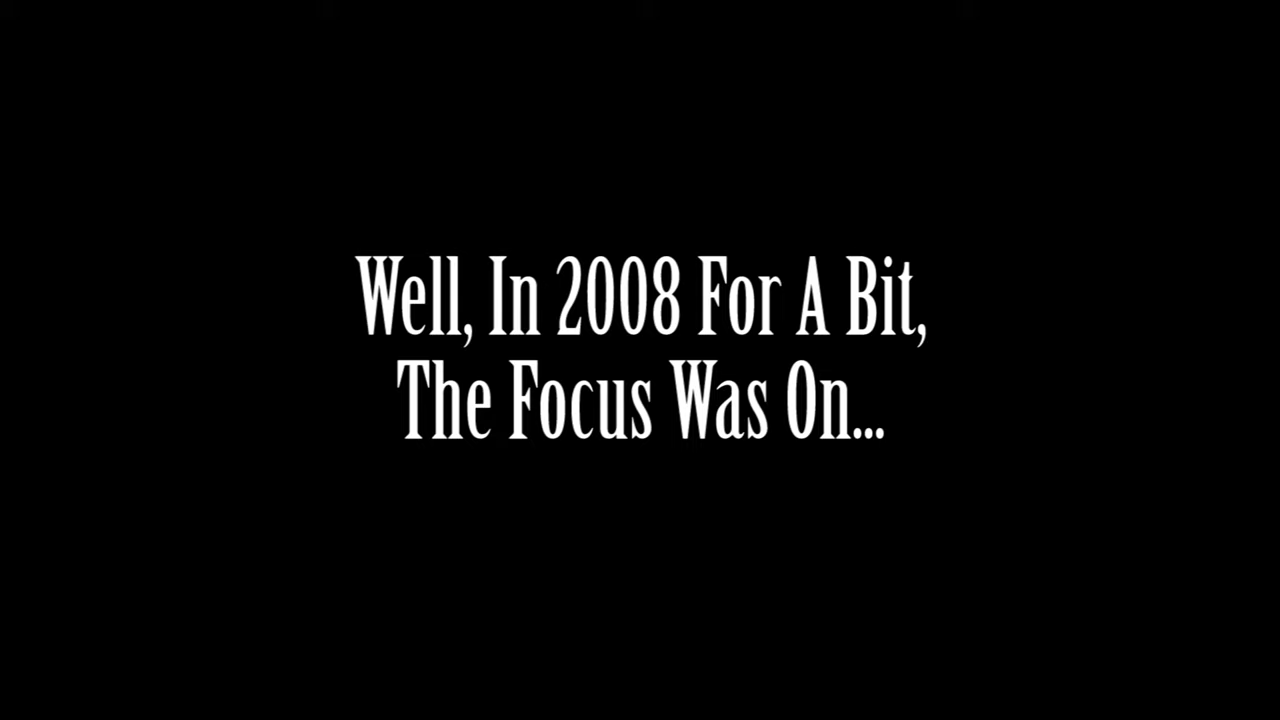 Well, In 2008 For A Bit,
The Focus Was On...